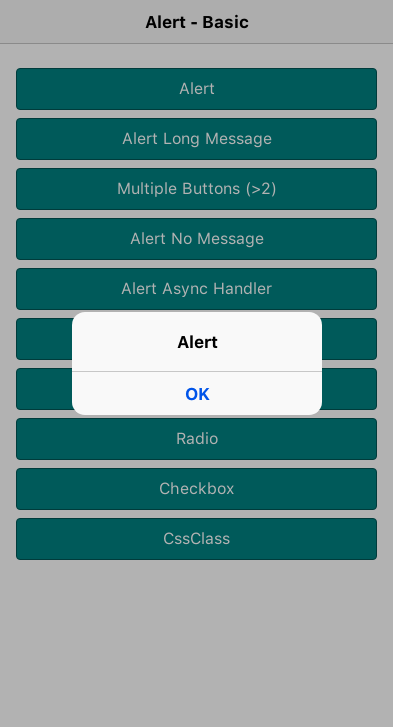 Alert - Basic
Alert
Alert Long Message
Multiple Buttons (>2)
Alert No Message
Alert Async Handler
Alert
OK
Radio
Checkbox
CssClass